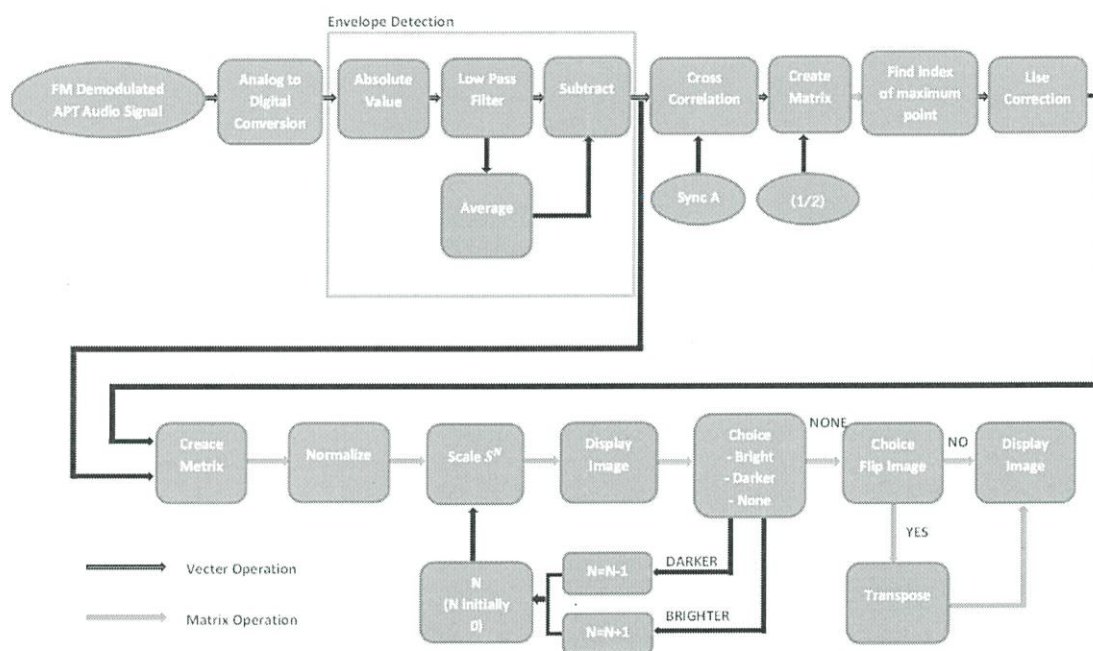 Envelope Detection
FM Demodulated
APT Audio Signal
Analog to
Digital
Conversion
Absolute
Value
Low Pass
Filter
Subtract
Cross
Correlation
Create
Matrix
Find Index
of maximum
point
Lise
Correction
Average
Sync A
(1/2)
Creace
Metrix
Normalize
Scale S^N
Display
Image
Choice
- Bright
- Darker
- None
NONE
Choice
Flip Image
NO
Display
Image
YES
DARKER
N=N-1
N
(N initially
0)
BRIGHTER
N=N+1
Transpose
Vecter Operation
Matrix Operation